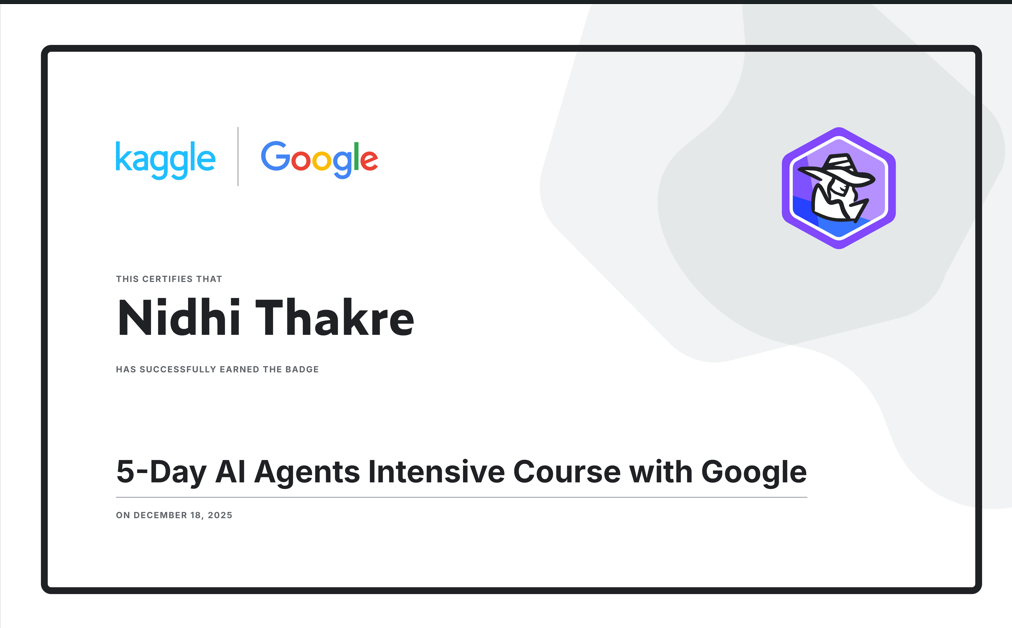 kaggle | Google
THIS CERTIFIES THAT
Nidhi Thakre
HAS SUCCESSFULLY EARNED THE BADGE
5-Day AI Agents Intensive Course with Google
ON DECEMBER 18, 2025